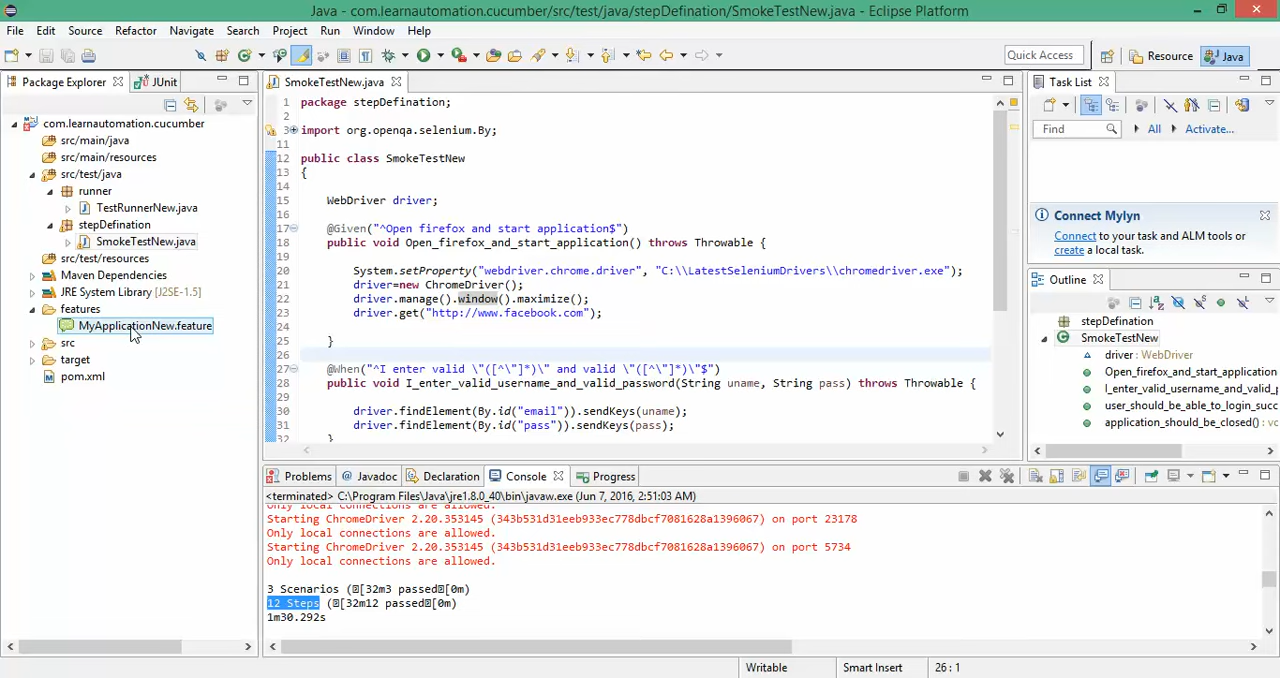 Java - com.learnautomation.cucumber/src/test/java/stepDefination/SmokeTestNew.java - Eclipse Platform
File Edit Source Refactor Navigate Search Project Run Window Help
Quick Access
Resource
Java
Package Explorer
JUnit
com.learnautomation.cucumber
src/main/java
src/main/resources
src/test/java
runner
TestRunnerNew.java
stepDefination
SmokeTestNew.java
src/test/resources
Maven Dependencies
JRE System Library [J2SE-1.5]
features
MyApplicationNew.feature
src
target
pom.xml
SmokeTestNew.java
1 package stepDefination;
2
3 import org.openqa.selenium.By;
11
12 public class SmokeTestNew
13 {
14
15 WebDriver driver;
16
17 @Given("^Open firefox and start application$")
18 public void Open_firefox_and_start_application() throws Throwable {
19
20 System.setProperty("webdriver.chrome.driver", "C:\\LatestSeleniumDrivers\\chromedriver.exe");
21 driver=new ChromeDriver();
22 driver.manage().window().maximize();
23 driver.get("http://www.facebook.com");
24
25 }
26
27 @When("^I enter valid \"([^\"]*)\" and valid \"([^\"]*)\"$")
28 public void I_enter_valid_username_and_valid_password(String uname, String pass) throws Throwable {
29
30 driver.findElement(By.id("email")).sendKeys(uname);
31 driver.findElement(By.id("pass")).sendKeys(pass);
32 }
Task List
Find
All
Activate...
Connect Mylyn
Connect to your task and ALM tools or
create a local task.
Outline
stepDefination
SmokeTestNew
driver : WebDriver
Open_firefox_and_start_application
I_enter_valid_username_and_valid_p
user_should_be_able_to_login_succ
application_should_be_closed() : vo
Problems
Javadoc
Declaration
Console
Progress
<terminated> C:\Program Files\Java\jre1.8.0_40\bin\javaw.exe (Jun 7, 2016, 2:51:03 AM)
Only local connections are allowed.
Starting ChromeDriver 2.20.353145 (343b531d31eeb933ec778dbcf7081628a1396067) on port 23178
Only local connections are allowed.
Starting ChromeDriver 2.20.353145 (343b531d31eeb933ec778dbcf7081628a1396067) on port 5734
Only local connections are allowed.
3 Scenarios ([32m3 passed[0m)
12 Steps ([32m12 passed[0m)
1m30.292s
Writable
Smart Insert
26 : 1